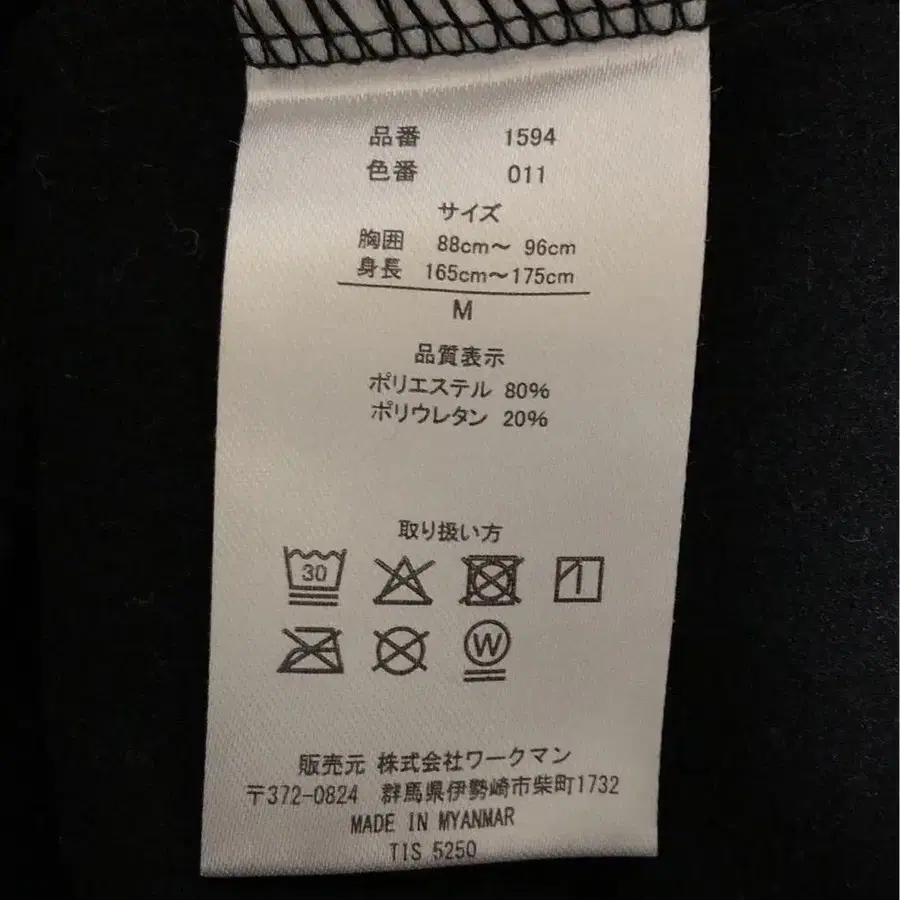 品番 1594
色番 011
サイズ
胸囲 88cm～ 96cm
身長 165cm～175cm
M
品質表示
ポリエステル 80%
ポリウレタン 20%
取り扱い方
30
W
販売元 株式会社ワークマン
〒372-0824 群馬県伊勢崎市柴町1732
MADE IN MYANMAR
TIS 5250